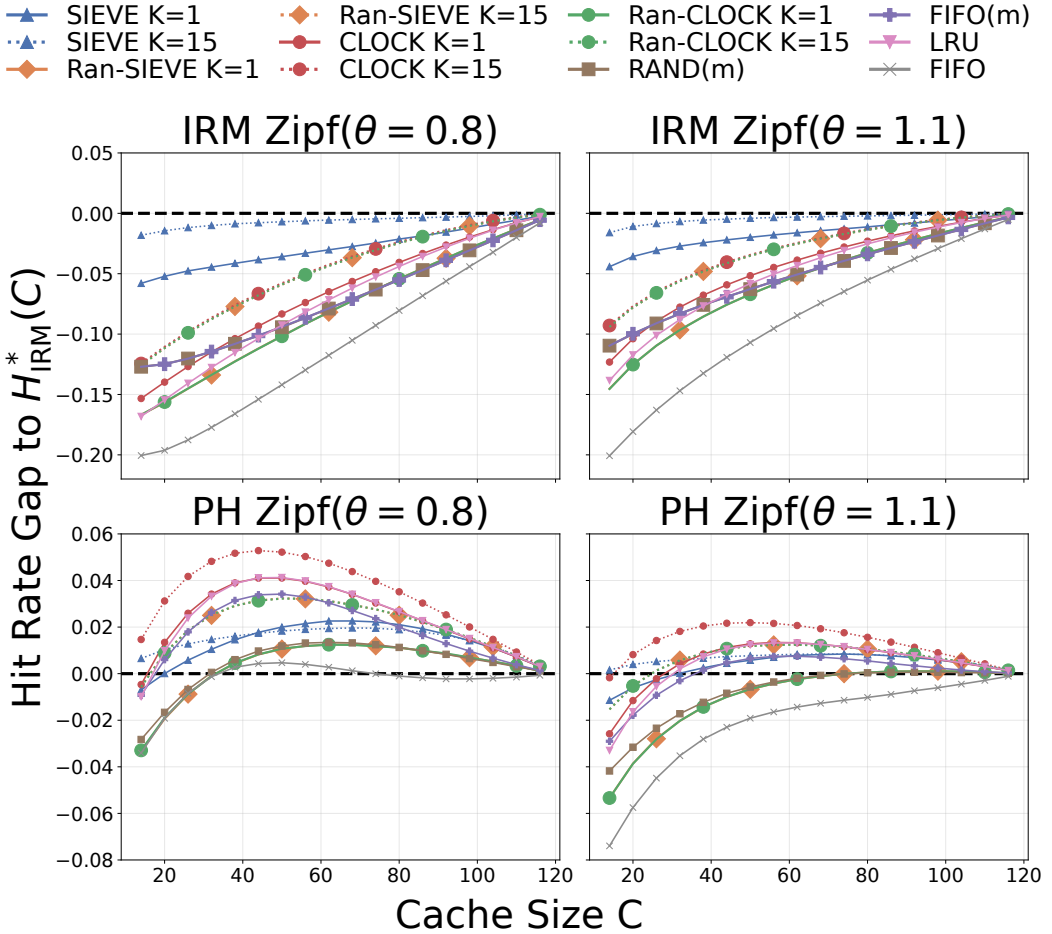 SIEVE K=1 Ran-SIEVE K=15 Ran-CLOCK K=1 FIFO(m)
SIEVE K=15 CLOCK K=1 Ran-CLOCK K=15 LRU
Ran-SIEVE K=1 CLOCK K=15 RAND(m) FIFO
IRM Zipf(θ = 0.8) IRM Zipf(θ = 1.1)
0.05
0.00
−0.05
−0.10
−0.15
−0.20
PH Zipf(θ = 0.8) PH Zipf(θ = 1.1)
0.06
0.04
0.02
0.00
−0.02
−0.04
−0.06
−0.08
20 40 60 80 100 120 20 40 60 80 100 120
Hit Rate Gap to H*IRM(C)
Cache Size C